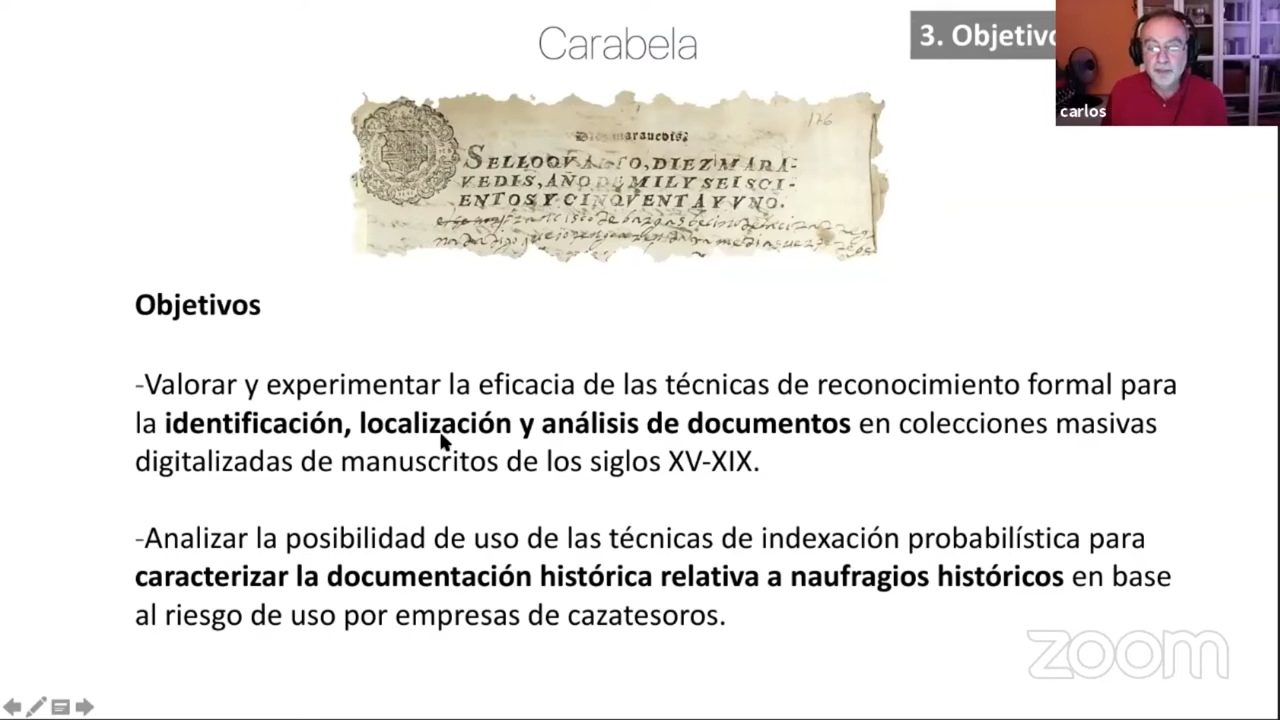 Carabela
3. Objetivo
carlos
176
Diez marauedis
SELLO QVARTO, DIEZ MARA-
VEDIS, AÑO DE MIL Y SEISCI-
ENTOS Y CINQVENTA Y VNO.
Objetivos
-Valorar y experimentar la eficacia de las técnicas de reconocimiento formal para
la identificación, localización y análisis de documentos en colecciones masivas
digitalizadas de manuscritos de los siglos XV-XIX.
-Analizar la posibilidad de uso de las técnicas de indexación probabilística para
caracterizar la documentación histórica relativa a naufragios históricos en base
al riesgo de uso por empresas de cazatesoros.
zoom